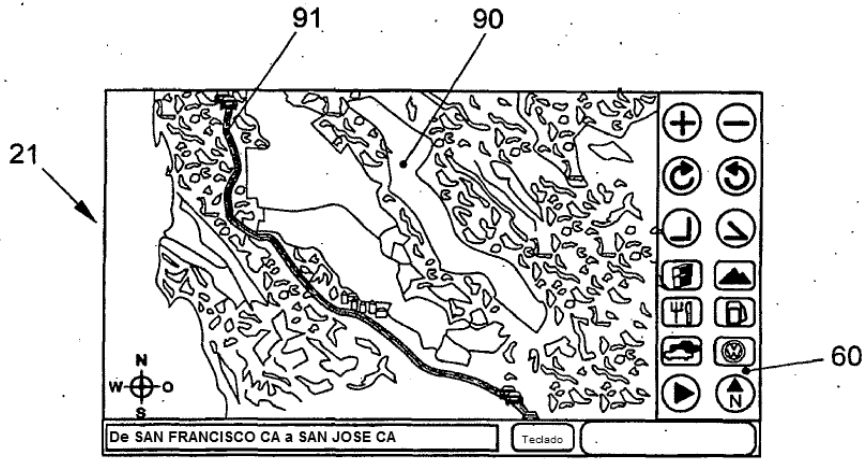 91
90
21
60
N
W O
S
N
De SAN FRANCISCO CA a SAN JOSE CA
Teclado